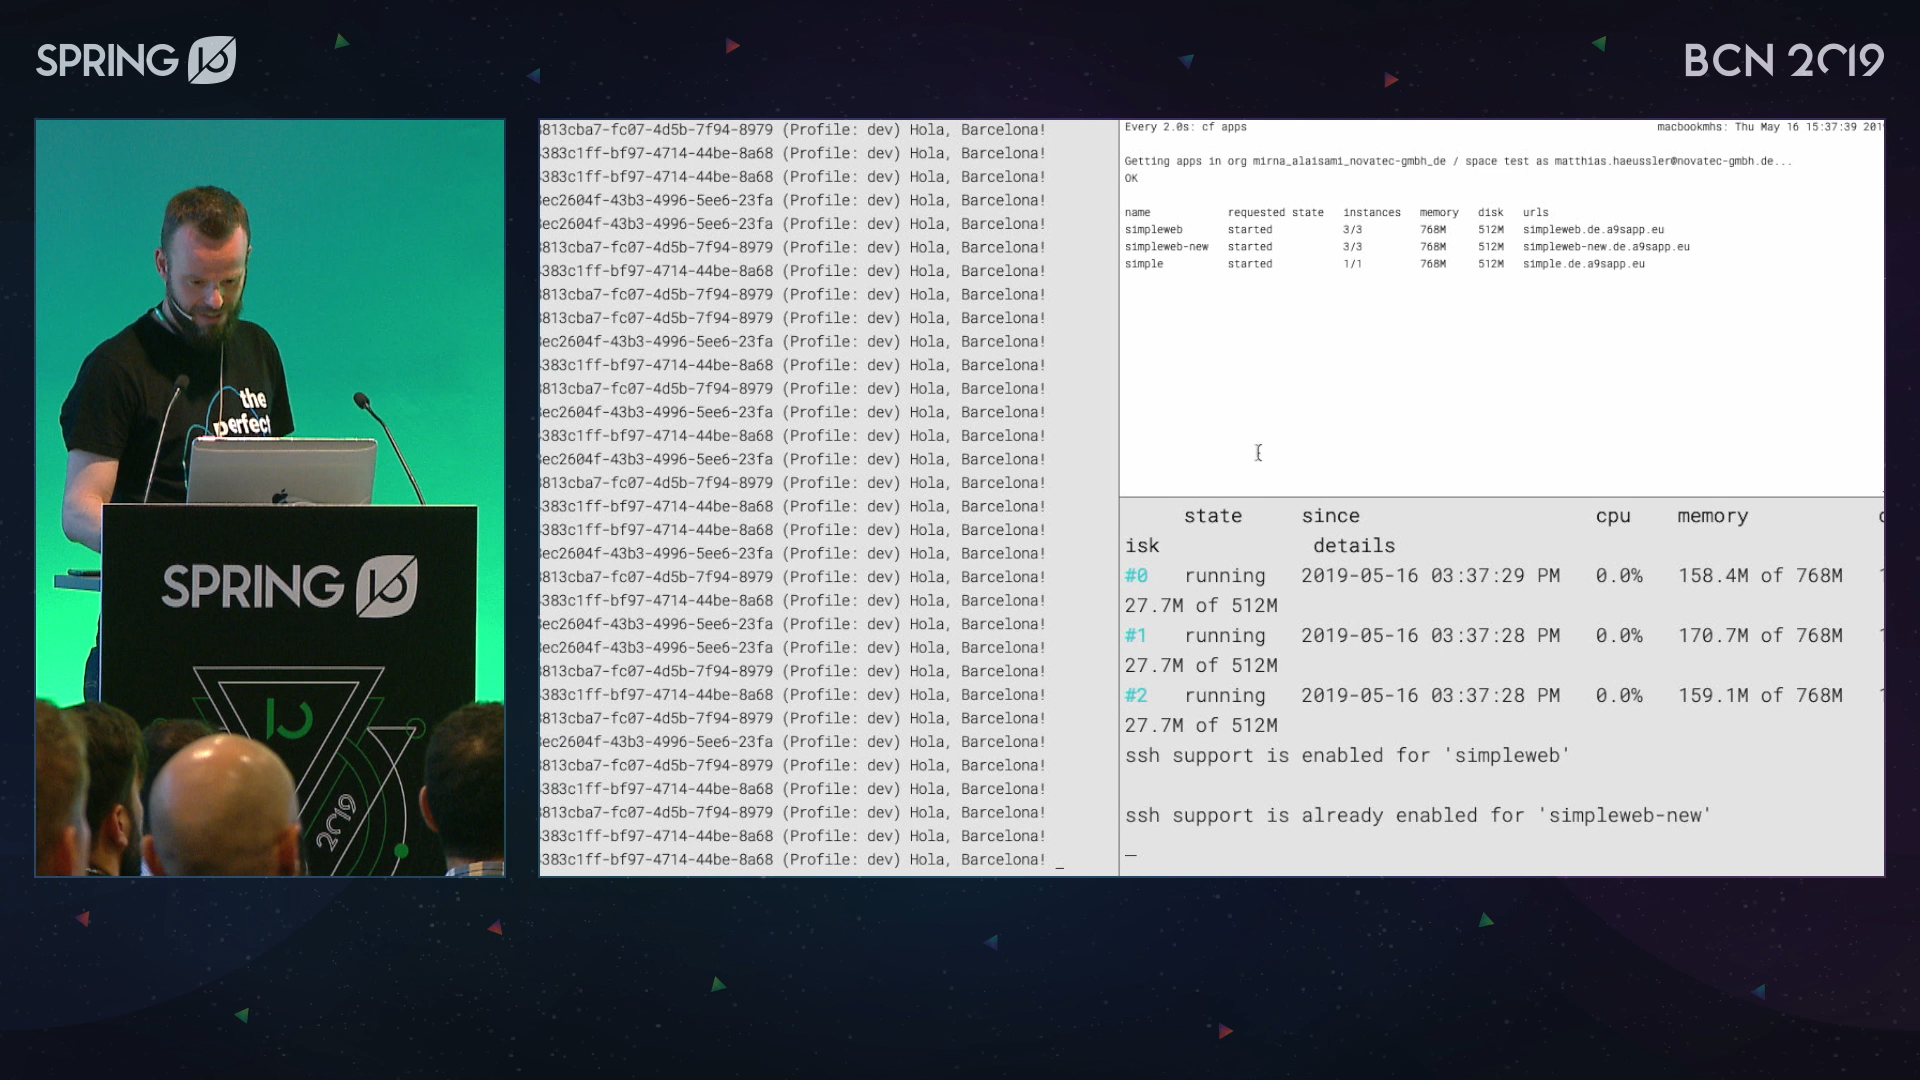 SPRING IO
BCN 2019
the
perfect
SPRING IO
IO
2019
813cba7-fc07-4d5b-7f94-8979 (Profile: dev) Hola, Barcelona!
383c1ff-bf97-4714-44be-8a68 (Profile: dev) Hola, Barcelona!
383c1ff-bf97-4714-44be-8a68 (Profile: dev) Hola, Barcelona!
ec2604f-43b3-4996-5ee6-23fa (Profile: dev) Hola, Barcelona!
ec2604f-43b3-4996-5ee6-23fa (Profile: dev) Hola, Barcelona!
813cba7-fc07-4d5b-7f94-8979 (Profile: dev) Hola, Barcelona!
383c1ff-bf97-4714-44be-8a68 (Profile: dev) Hola, Barcelona!
813cba7-fc07-4d5b-7f94-8979 (Profile: dev) Hola, Barcelona!
813cba7-fc07-4d5b-7f94-8979 (Profile: dev) Hola, Barcelona!
ec2604f-43b3-4996-5ee6-23fa (Profile: dev) Hola, Barcelona!
383c1ff-bf97-4714-44be-8a68 (Profile: dev) Hola, Barcelona!
813cba7-fc07-4d5b-7f94-8979 (Profile: dev) Hola, Barcelona!
ec2604f-43b3-4996-5ee6-23fa (Profile: dev) Hola, Barcelona!
383c1ff-bf97-4714-44be-8a68 (Profile: dev) Hola, Barcelona!
ec2604f-43b3-4996-5ee6-23fa (Profile: dev) Hola, Barcelona!
813cba7-fc07-4d5b-7f94-8979 (Profile: dev) Hola, Barcelona!
383c1ff-bf97-4714-44be-8a68 (Profile: dev) Hola, Barcelona!
383c1ff-bf97-4714-44be-8a68 (Profile: dev) Hola, Barcelona!
ec2604f-43b3-4996-5ee6-23fa (Profile: dev) Hola, Barcelona!
813cba7-fc07-4d5b-7f94-8979 (Profile: dev) Hola, Barcelona!
383c1ff-bf97-4714-44be-8a68 (Profile: dev) Hola, Barcelona!
ec2604f-43b3-4996-5ee6-23fa (Profile: dev) Hola, Barcelona!
ec2604f-43b3-4996-5ee6-23fa (Profile: dev) Hola, Barcelona!
813cba7-fc07-4d5b-7f94-8979 (Profile: dev) Hola, Barcelona!
383c1ff-bf97-4714-44be-8a68 (Profile: dev) Hola, Barcelona!
813cba7-fc07-4d5b-7f94-8979 (Profile: dev) Hola, Barcelona!
ec2604f-43b3-4996-5ee6-23fa (Profile: dev) Hola, Barcelona!
813cba7-fc07-4d5b-7f94-8979 (Profile: dev) Hola, Barcelona!
383c1ff-bf97-4714-44be-8a68 (Profile: dev) Hola, Barcelona!
813cba7-fc07-4d5b-7f94-8979 (Profile: dev) Hola, Barcelona!
383c1ff-bf97-4714-44be-8a68 (Profile: dev) Hola, Barcelona!
383c1ff-bf97-4714-44be-8a68 (Profile: dev) Hola, Barcelona! _
Every 2.0s: cf apps macbookmhs: Thu May 16 15:37:39 201
Getting apps in org mirna_alaisami_novatec-gmbh_de / space test as matthias.haeussler@novatec-gmbh.de...
OK
name requested state instances memory disk urls
simpleweb started 3/3 768M 512M simpleweb.de.a9sapp.eu
simpleweb-new started 3/3 768M 512M simpleweb-new.de.a9sapp.eu
simple started 1/1 768M 512M simple.de.a9sapp.eu
state since cpu memory
isk details
#0 running 2019-05-16 03:37:29 PM 0.0% 158.4M of 768M
27.7M of 512M
#1 running 2019-05-16 03:37:28 PM 0.0% 170.7M of 768M
27.7M of 512M
#2 running 2019-05-16 03:37:28 PM 0.0% 159.1M of 768M
27.7M of 512M
ssh support is enabled for 'simpleweb'
ssh support is already enabled for 'simpleweb-new'
_